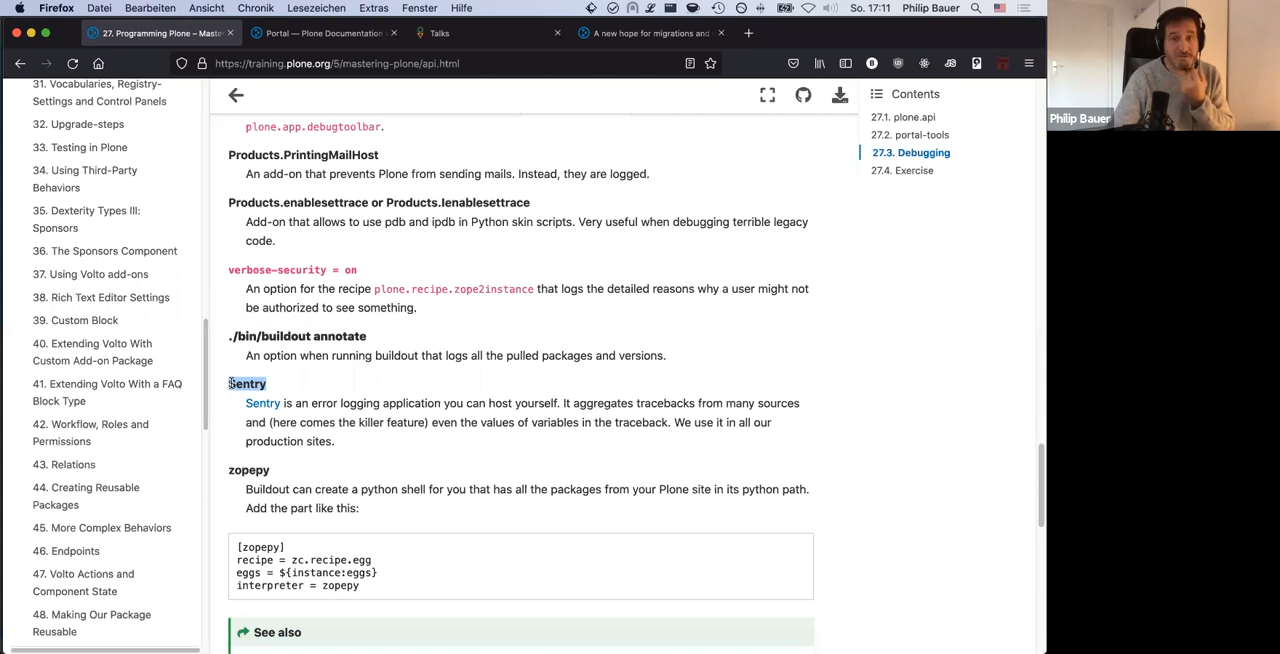 Firefox Datei Bearbeiten Ansicht Chronik Lesezeichen Extras Fenster Hilfe So. 17:11 Philip Bauer
27. Programming Plone – Maste
Portal — Plone Documentation
Talks
A new hope for migrations and
https://training.plone.org/5/mastering-plone/api.html
Philip Bauer
31. Vocabularies, Registry-
Settings and Control Panels
32. Upgrade-steps
33. Testing in Plone
34. Using Third-Party
Behaviors
35. Dexterity Types III:
Sponsors
36. The Sponsors Component
37. Using Volto add-ons
38. Rich Text Editor Settings
39. Custom Block
40. Extending Volto With
Custom Add-on Package
41. Extending Volto With a FAQ
Block Type
42. Workflow, Roles and
Permissions
43. Relations
44. Creating Reusable
Packages
45. More Complex Behaviors
46. Endpoints
47. Volto Actions and
Component State
48. Making Our Package
Reusable
plone.app.debugtoolbar.
Products.PrintingMailHost
An add-on that prevents Plone from sending mails. Instead, they are logged.
Products.enablesettrace or Products.Ienablesettrace
Add-on that allows to use pdb and ipdb in Python skin scripts. Very useful when debugging terrible legacy
code.
verbose-security = on
An option for the recipe plone.recipe.zope2instance that logs the detailed reasons why a user might not
be authorized to see something.
./bin/buildout annotate
An option when running buildout that logs all the pulled packages and versions.
Sentry
Sentry is an error logging application you can host yourself. It aggregates tracebacks from many sources
and (here comes the killer feature) even the values of variables in the traceback. We use it in all our
production sites.
zopepy
Buildout can create a python shell for you that has all the packages from your Plone site in its python path.
Add the part like this:
[zopepy]
recipe = zc.recipe.egg
eggs = ${instance:eggs}
interpreter = zopepy
See also
Contents
27.1. plone.api
27.2. portal-tools
27.3. Debugging
27.4. Exercise